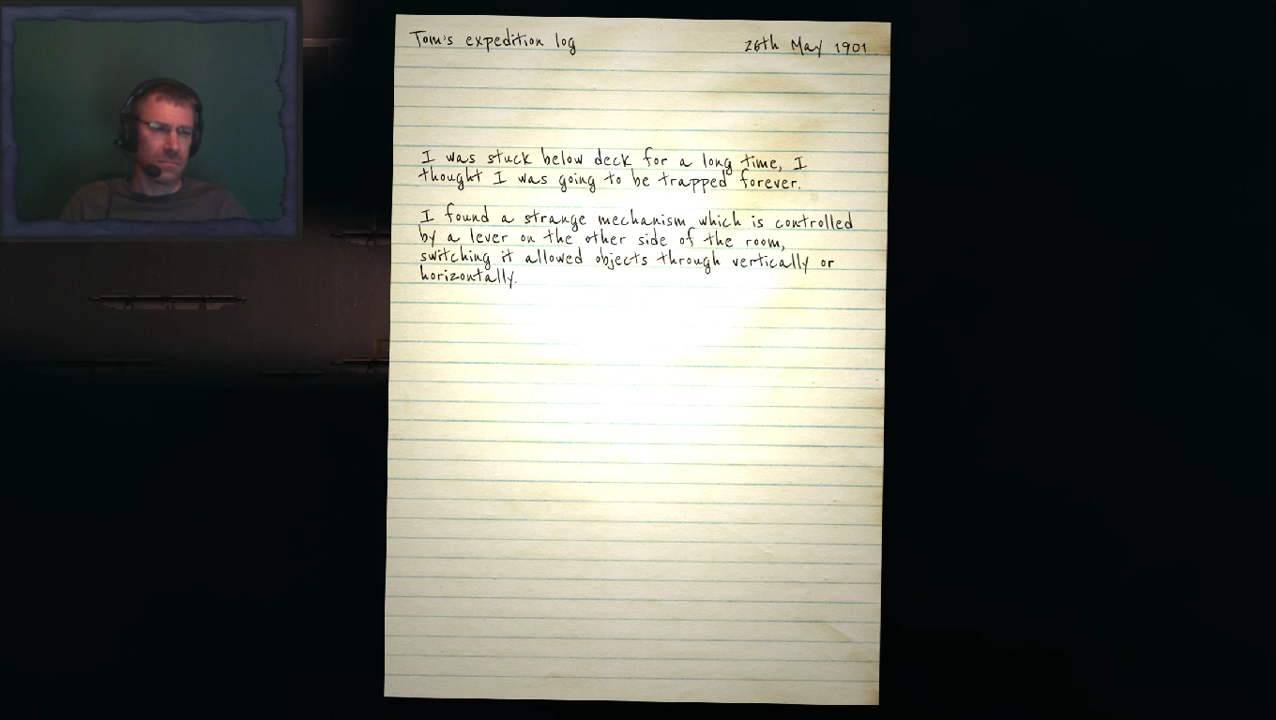 Tom's expedition log 26th May 1901
I was stuck below deck for a long time, I
thought I was going to be trapped forever.
I found a strange mechanism which is controlled
by a lever on the other side of the room,
switching it allowed objects through vertically or
horizontally.